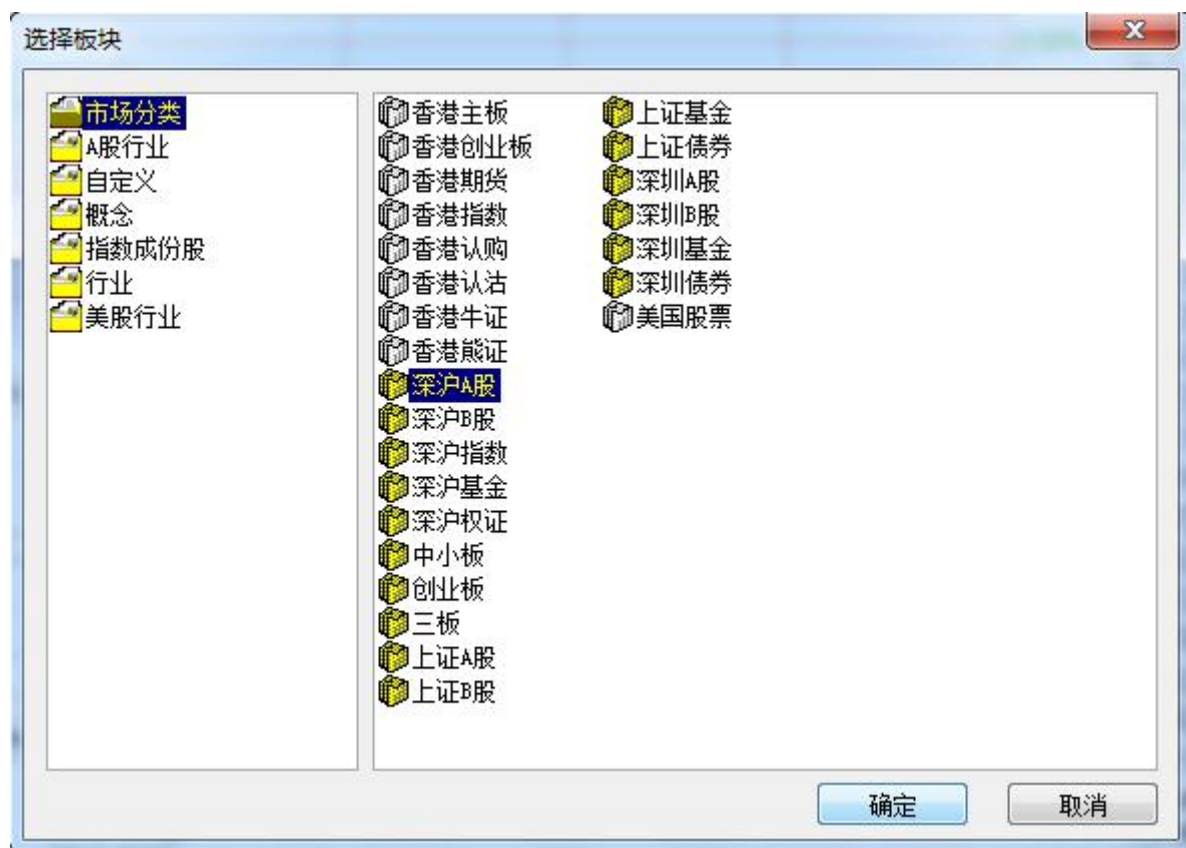 选择板块
市场分类
A股行业
自定义
概念
指数成份股
行业
美股行业
香港主板
香港创业板
香港期货
香港指数
香港认购
香港认沽
香港牛证
香港熊证
深沪A股
深沪B股
深沪指数
深沪基金
深沪权证
中小板
创业板
三板
上证A股
上证B股
上证基金
上证债券
深圳A股
深圳B股
深圳基金
深圳债券
美国股票
确定
取消